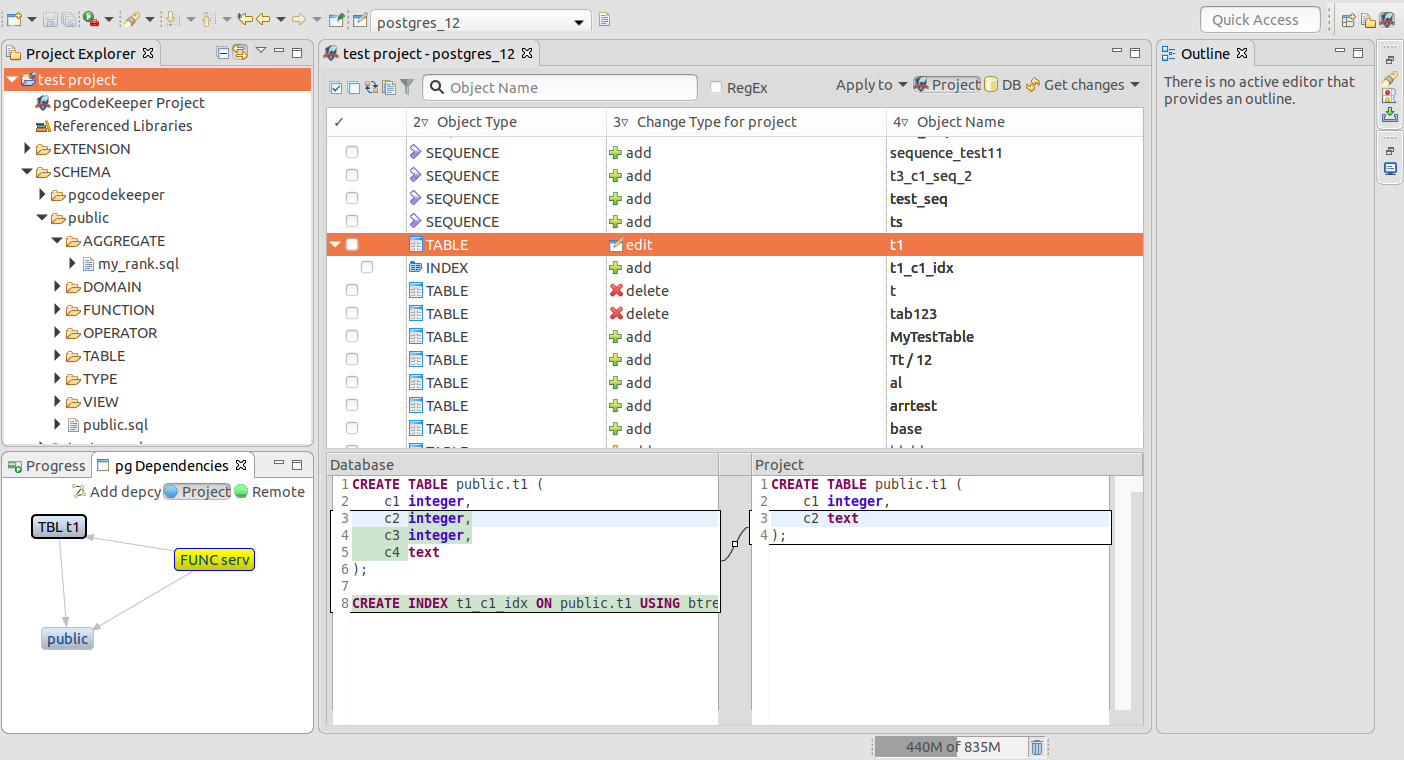 postgres_12
Quick Access
Project Explorer
test project
pgCodeKeeper Project
Referenced Libraries
EXTENSION
SCHEMA
pgcodekeeper
public
AGGREGATE
my_rank.sql
DOMAIN
FUNCTION
OPERATOR
TABLE
TYPE
VIEW
public.sql
Progress
pg Dependencies
Add depcy Project Remote
TBL t1
FUNC serv
public
test project - postgres_12
Object Name
RegEx
Apply to Project DB Get changes
2 Object Type 3 Change Type for project 4 Object Name
SEQUENCE add sequence_test11
SEQUENCE add t3_c1_seq_2
SEQUENCE add test_seq
SEQUENCE add ts
TABLE edit t1
INDEX add t1_c1_idx
TABLE delete t
TABLE delete tab123
TABLE add MyTestTable
TABLE add Tt / 12
TABLE add al
TABLE add arrtest
TABLE add base
Database
1 CREATE TABLE public.t1 (
2 c1 integer,
3 c2 integer,
4 c3 integer,
5 c4 text
6 );
7
8 CREATE INDEX t1_c1_idx ON public.t1 USING btre
Project
1 CREATE TABLE public.t1 (
2 c1 integer,
3 c2 text
4 );
Outline
There is no active editor that
provides an outline.
440M of 835M